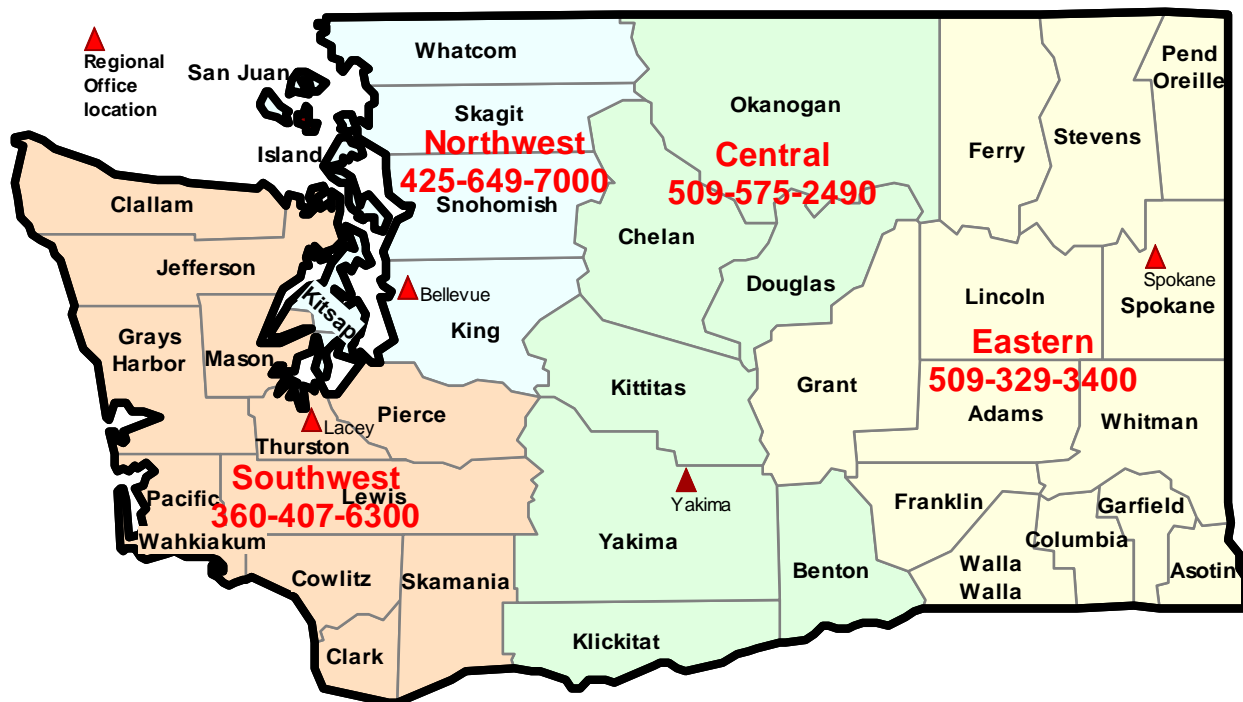 Regional
Office
location
San Juan
Island
Whatcom
Skagit
Northwest
425-649-7000
Snohomish
Bellevue
King
Kitsap
Okanogan
Central
509-575-2490
Chelan
Douglas
Kittitas
Yakima
Yakima
Benton
Klickitat
Pend
Oreille
Stevens
Ferry
Lincoln
Spokane
Spokane
Eastern
509-329-3400
Grant
Adams
Whitman
Franklin
Garfield
Columbia
Walla
Walla
Asotin
Clallam
Jefferson
Grays
Harbor
Mason
Pierce
Lacey
Thurston
Southwest
360-407-6300
Lewis
Pacific
Wahkiakum
Cowlitz
Skamania
Clark